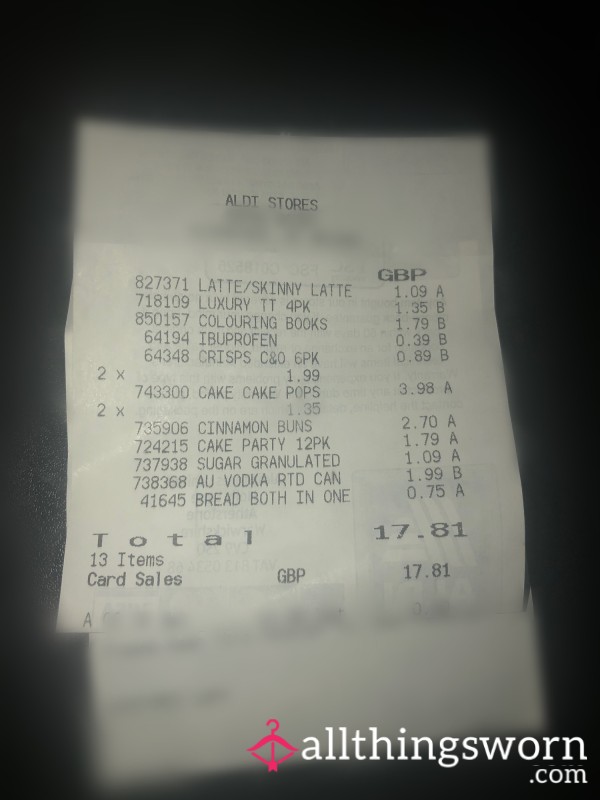 ALDI STORES
GBP
827371 LATTE/SKINNY LATTE 1.09 A
718109 LUXURY TT 4PK 1.35 B
850157 COLOURING BOOKS 1.79 B
64194 IBUPROFEN 0.39 B
64348 CRISPS C&O 6PK 0.89 B
2 x 1.99
743300 CAKE CAKE POPS 3.98 A
2 x 1.35
735906 CINNAMON BUNS 2.70 A
724215 CAKE PARTY 12PK 1.79 A
737938 SUGAR GRANULATED 1.09 A
738368 AU VODKA RTD CAN 1.99 B
41645 BREAD BOTH IN ONE 0.75 A
Total 17.81
13 Items
Card Sales GBP 17.81
A
allthingsworn
.com